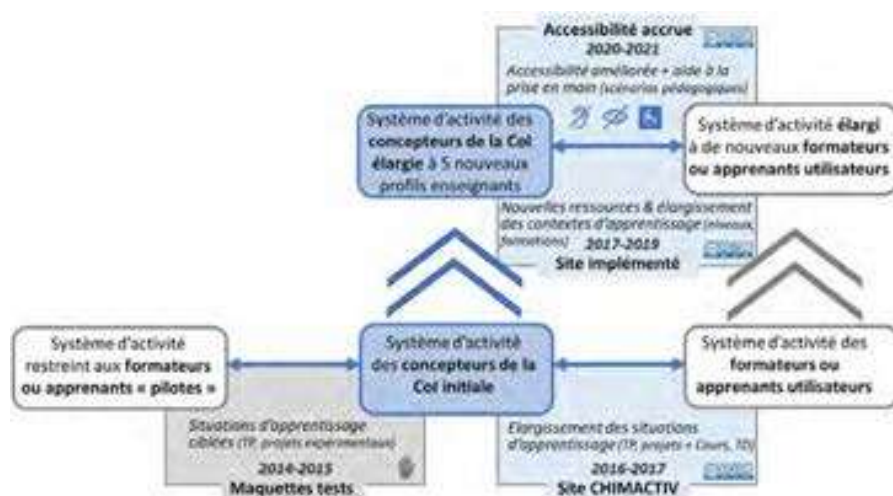 Accessibilité accrue
2020-2021
Accessibilité améliorée + aide à la
prise en main (scénarios pédagogiques)
Système d'activité des
concepteurs de la CoI
élargie à 5 nouveaux
profils enseignants
Système d'activité élargi
à de nouveaux formateurs
ou apprenants utilisateurs
Nouvelles ressources & élargissement
des contextes d'apprentissage (niveaux,
formations)
2017-2019
Site implémenté
Système d'activité
restreint aux formateurs
ou apprenants « pilotes »
Système d'activité
des concepteurs de la
CoI initiale
Système d'activité des
formateurs ou
apprenants utilisateurs
Situations d'apprentissage
ciblées (TP, projets expérimentaux)
2014-2015
Maquettes tests
Elargissement des situations
d'apprentissage (TP, projets + Cours, TD)
2016-2017
Site CHIMACTIV